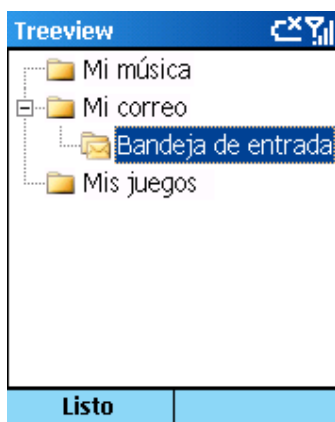 Treeview
Mi música
Mi correo
Bandeja de entrada
Mis juegos
Listo